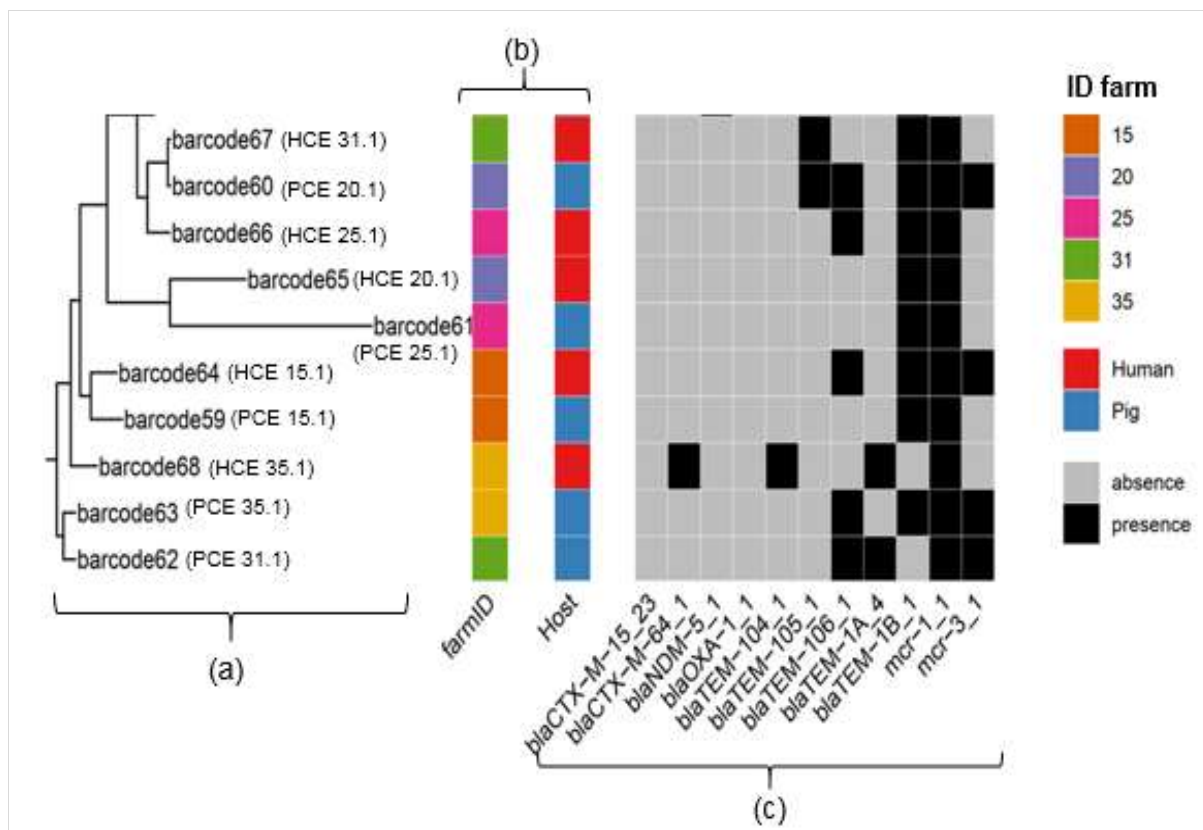 (b)
ID farm
barcode67 (HCE 31.1)
barcode60 (PCE 20.1)
barcode66 (HCE 25.1)
barcode65 (HCE 20.1)
barcode61
(PCE 25.1)
barcode64 (HCE 15.1)
barcode59 (PCE 15.1)
barcode68 (HCE 35.1)
barcode63 (PCE 35.1)
barcode62 (PCE 31.1)
15
20
25
31
35
Human
Pig
absence
presence
(a)
farmID
Host
blaCTX-M-15_23
blaCTX-M-64_1
blaNDM-5_1
blaOXA-1_1
blaTEM-104_1
blaTEM-105_1
blaTEM-106_1
blaTEM-1A_4
blaTEM-1B_1
mcr-1_1
mcr-3_1
(c)